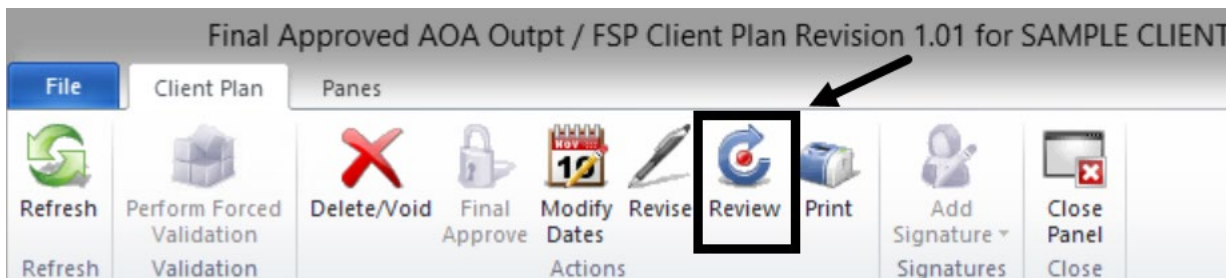 Final Approved AOA Outpt / FSP Client Plan Revision 1.01 for SAMPLE CLIENT
File Client Plan Panes
NOV
19
Refresh Perform Forced Validation Delete/Void Final Approve Modify Dates Revise Review Print Add Signature Close Panel
Refresh Validation Actions Signatures Close